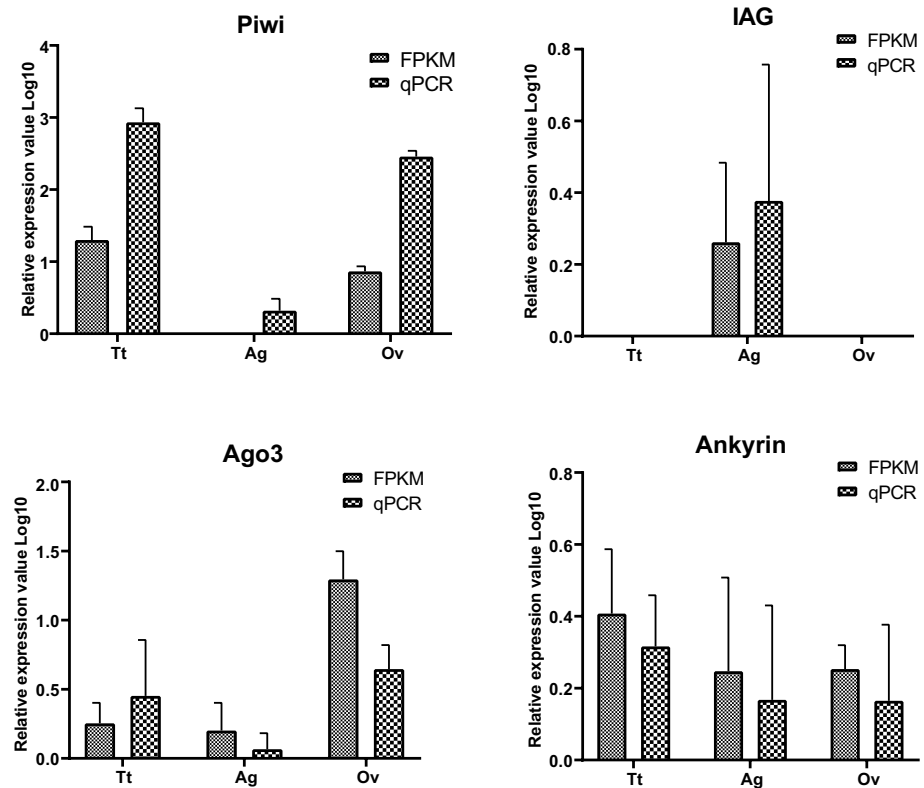 Piwi
Relative expression value Log10
4
3
2
1
0
FPKM
qPCR
Tt
Ag
Ov
IAG
Relative expression value Log10
0.8
0.6
0.4
0.2
0.0
FPKM
qPCR
Tt
Ag
Ov
Ago3
Relative expression value Log10
2.0
1.5
1.0
0.5
0.0
FPKM
qPCR
Tt
Ag
Ov
Ankyrin
Relative expression value Log10
0.8
0.6
0.4
0.2
0.0
FPKM
qPCR
Tt
Ag
Ov